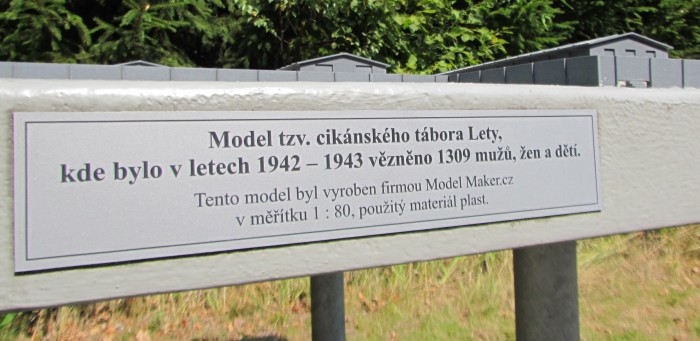 Model tzv. cikánského tábora Lety,
kde bylo v letech 1942 – 1943 vězněno 1309 mužů, žen a dětí.
Tento model byl vyroben firmou Model Maker.cz
v měřítku 1 : 80, použitý materiál plast.